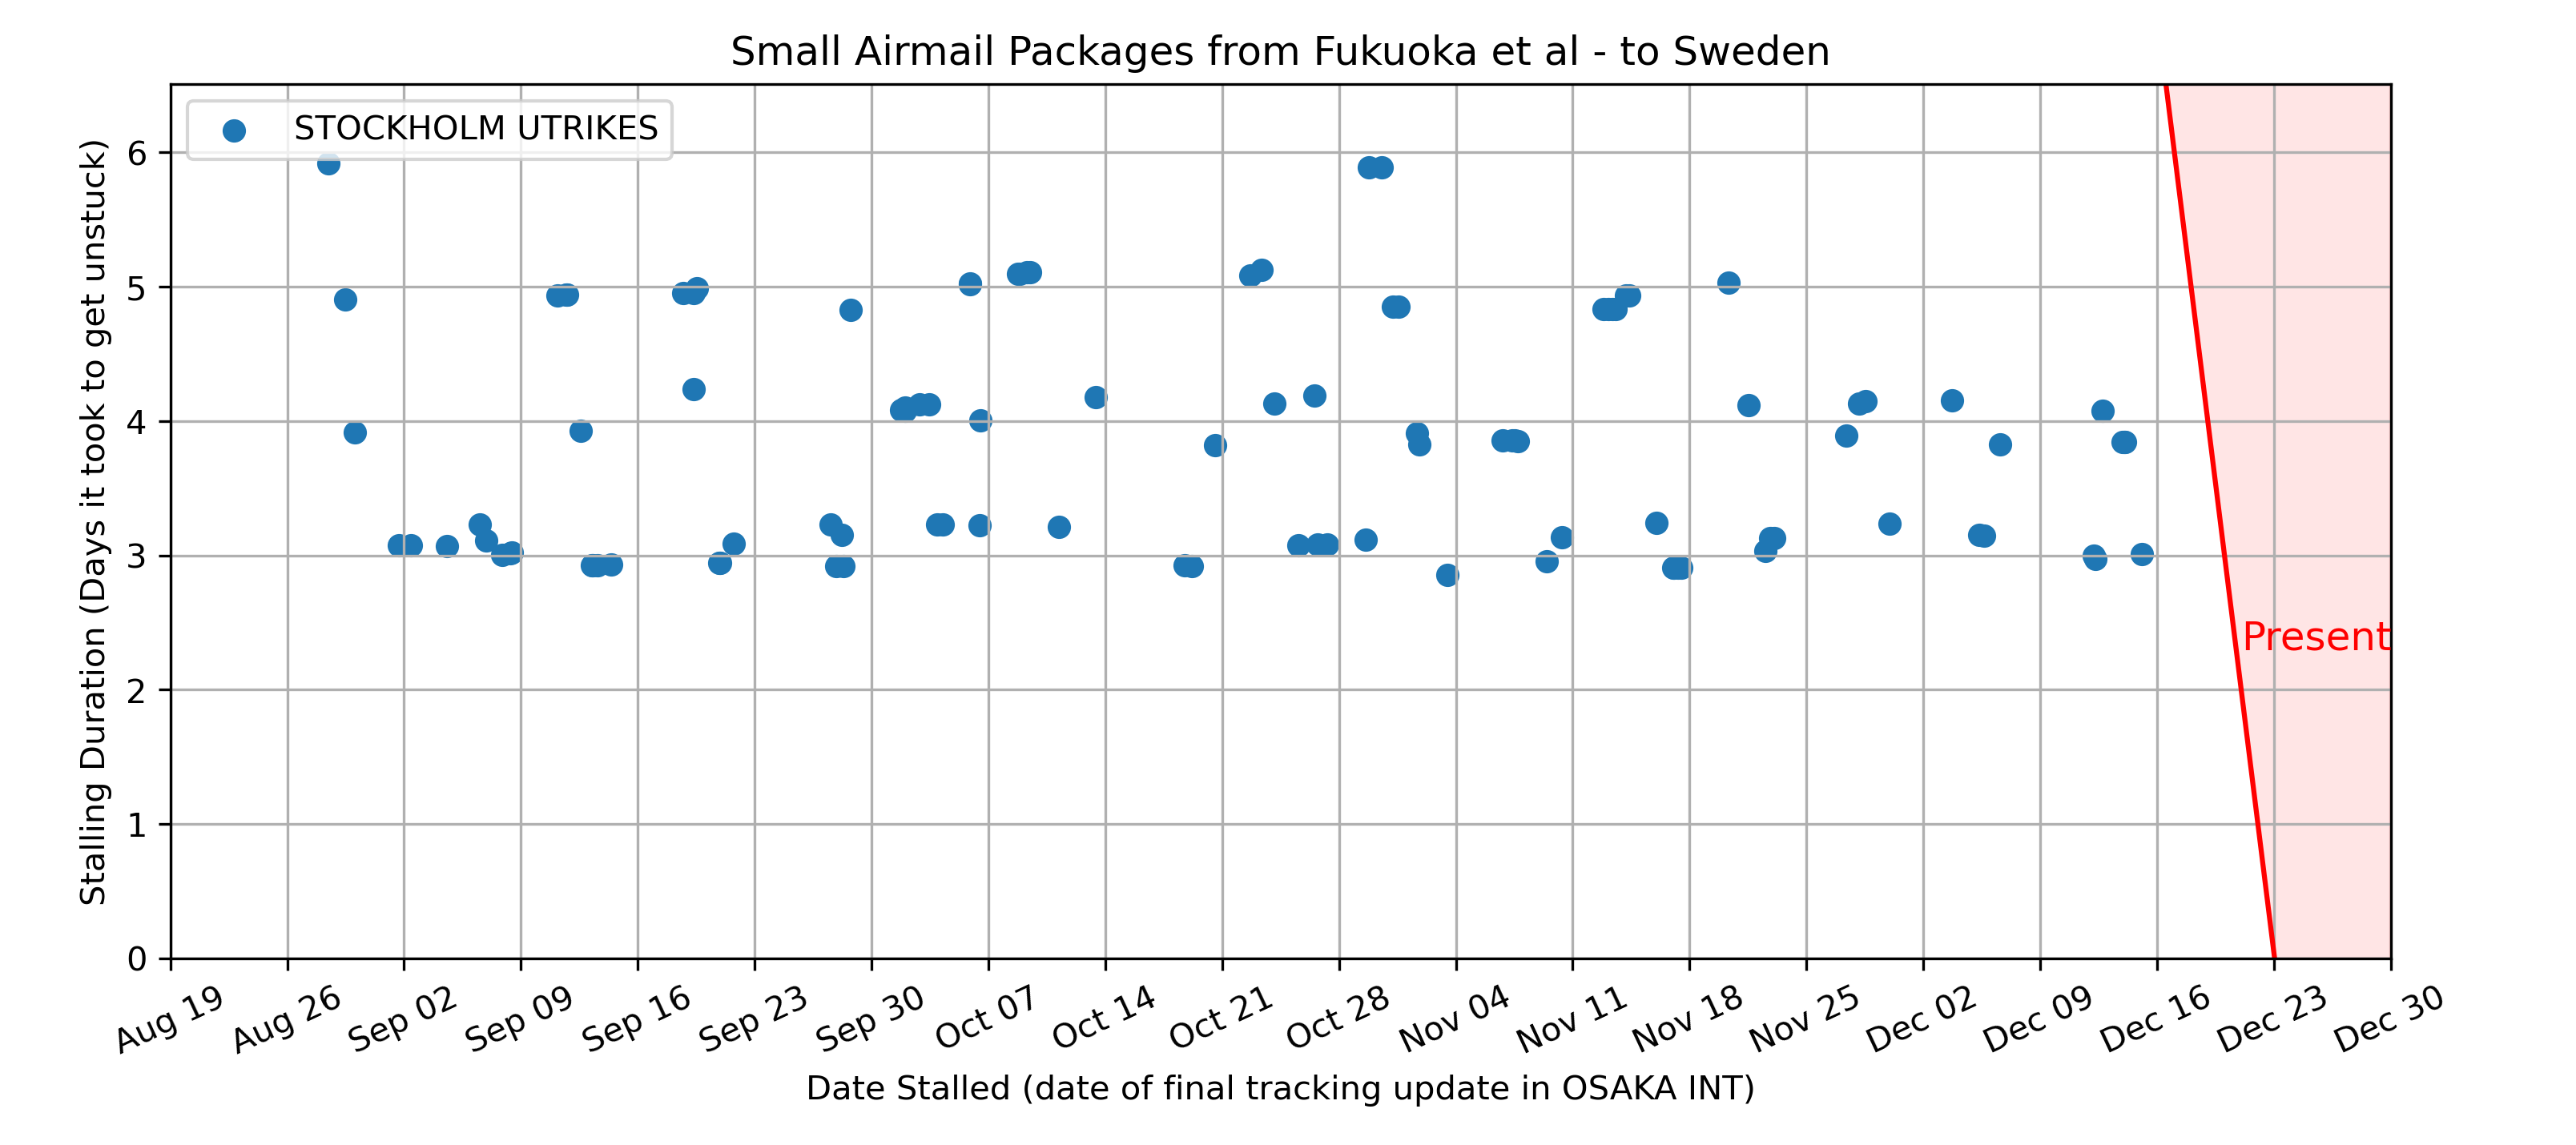 Small Airmail Packages from Fukuoka et al - to Sweden
STOCKHOLM UTRIKES
Stalling Duration (Days it took to get unstuck)
6
5
4
3
2
1
0
Present
Aug 19
Aug 26
Sep 02
Sep 09
Sep 16
Sep 23
Sep 30
Oct 07
Oct 14
Oct 21
Oct 28
Nov 04
Nov 11
Nov 18
Nov 25
Dec 02
Dec 09
Dec 16
Dec 23
Dec 30
Date Stalled (date of final tracking update in OSAKA INT)